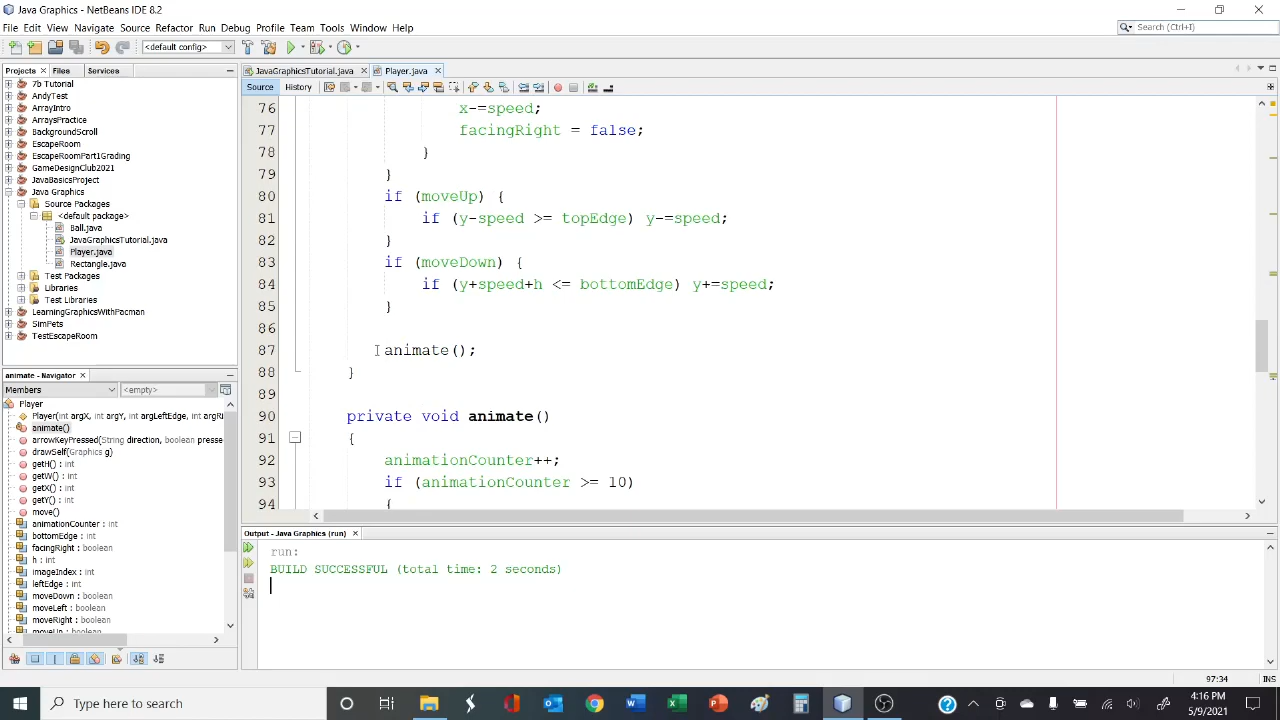 Java Graphics - NetBeans IDE 8.2
File Edit View Navigate Source Refactor Run Debug Profile Team Tools Window Help
Search (Ctrl+I)
<default config>
Projects Files Services
JavaGraphicsTutorial.java Player.java
Source History
7b Tutorial
AndyTest
ArrayIntro
ArraysPractice
BackgroundScroll
EscapeRoom
EscapeRoomPart1Grading
GameDesignClub2021
JavaBasicsProject
Java Graphics
Source Packages
<default package>
Ball.java
JavaGraphicsTutorial.java
Player.java
Rectangle.java
Test Packages
Libraries
Test Libraries
LearningGraphicsWithPacman
SimPets
TestEscapeRoom
76 x-=speed;
77 facingRight = false;
78 }
79 }
80 if (moveUp) {
81 if (y-speed >= topEdge) y-=speed;
82 }
83 if (moveDown) {
84 if (y+speed+h <= bottomEdge) y+=speed;
85 }
86
87 animate();
88 }
89
90 private void animate()
91 {
92 animationCounter++;
93 if (animationCounter >= 10)
94 {
animate - Navigator
Members <empty>
Player
Player(int argX, int argY, int argLeftEdge, int argRi
animate()
arrowKeyPressed(String direction, boolean presse
drawSelf(Graphics g)
getH() : int
getW() : int
getX() : int
getY() : int
move()
animationCounter : int
bottomEdge : int
facingRight : boolean
h : int
imageIndex : int
leftEdge : int
moveDown : boolean
moveLeft : boolean
moveRight : boolean
moveUp : boolean
Output - Java Graphics (run)
run:
BUILD SUCCESSFUL (total time: 2 seconds)
97:34 INS
Type here to search
4:16 PM
5/9/2021